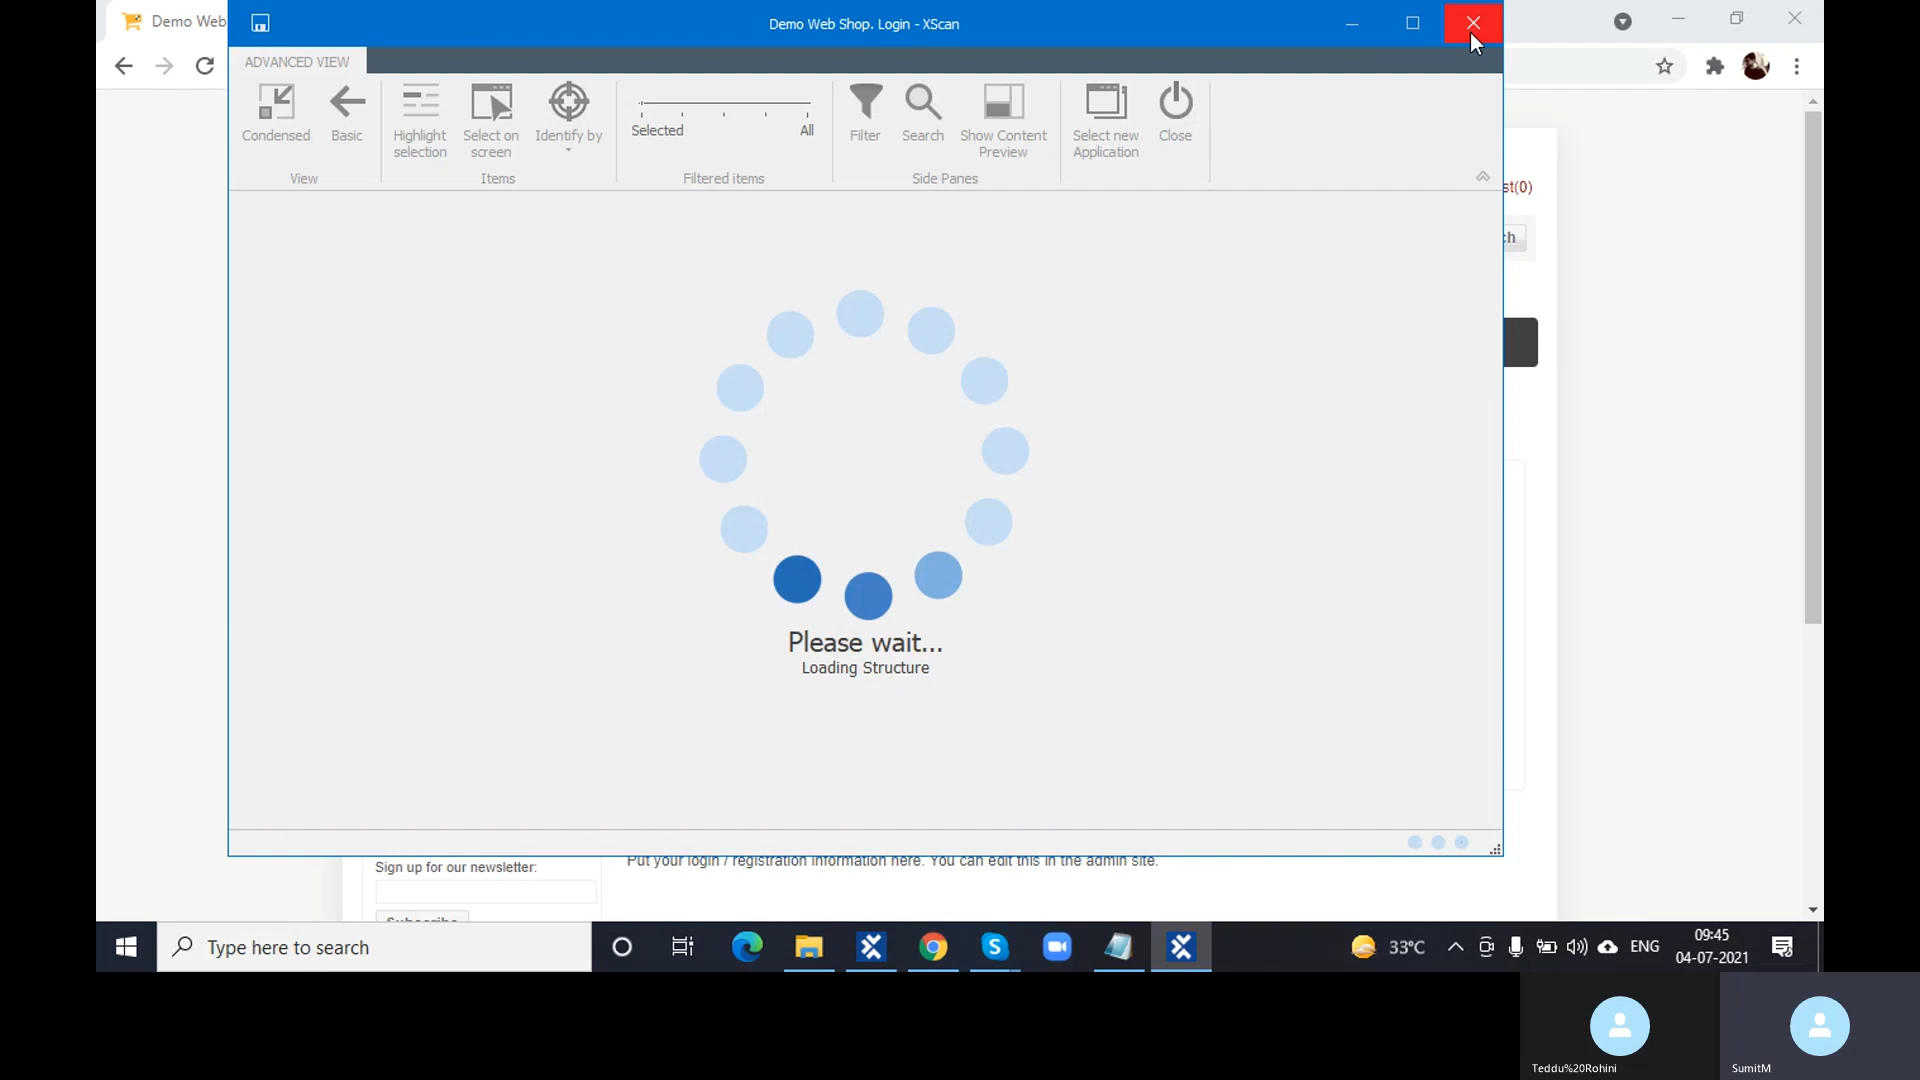 Demo Web
Demo Web Shop. Login - XScan
ADVANCED VIEW
Condensed
Basic
Highlight selection
Select on screen
Identify by
Selected
All
Filter
Search
Show Content Preview
Select new Application
Close
View
Items
Filtered items
Side Panes
st(0)
ch
Please wait...
Loading Structure
Put your login / registration information here. You can edit this in the admin site.
Sign up for our newsletter:
Subscribe
Type here to search
33°C
ENG
09:45
04-07-2021
Teddu%20Rohini
SumitM